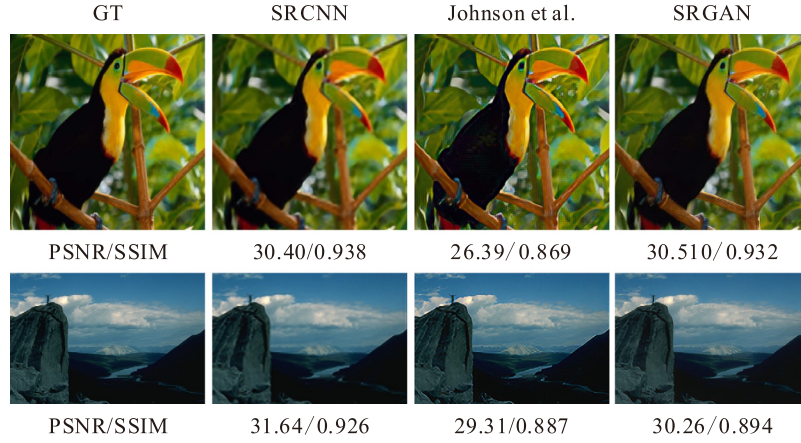 GT SRCNN Johnson et al. SRGAN
PSNR/SSIM 30.40/0.938 26.39/0.869 30.510/0.932
PSNR/SSIM 31.64/0.926 29.31/0.887 30.26/0.894